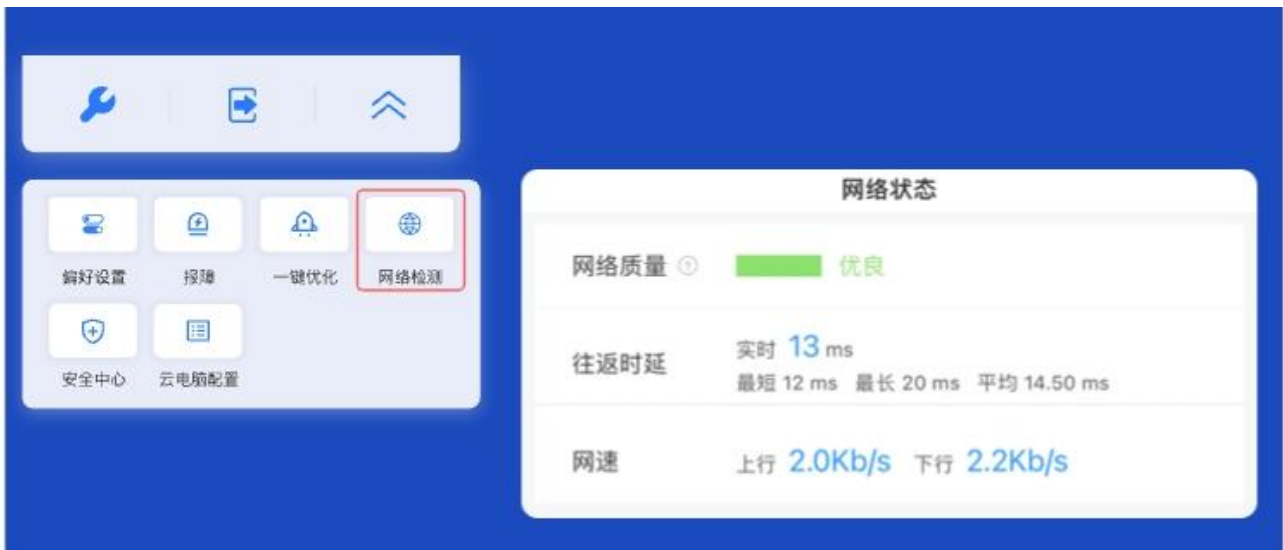 偏好设置 报障 一键优化 网络检测
安全中心 云电脑配置
网络状态
网络质量 优良
往返时延
实时 13 ms
最短 12 ms 最长 20 ms 平均 14.50 ms
网速 上行 2.0Kb/s 下行 2.2Kb/s